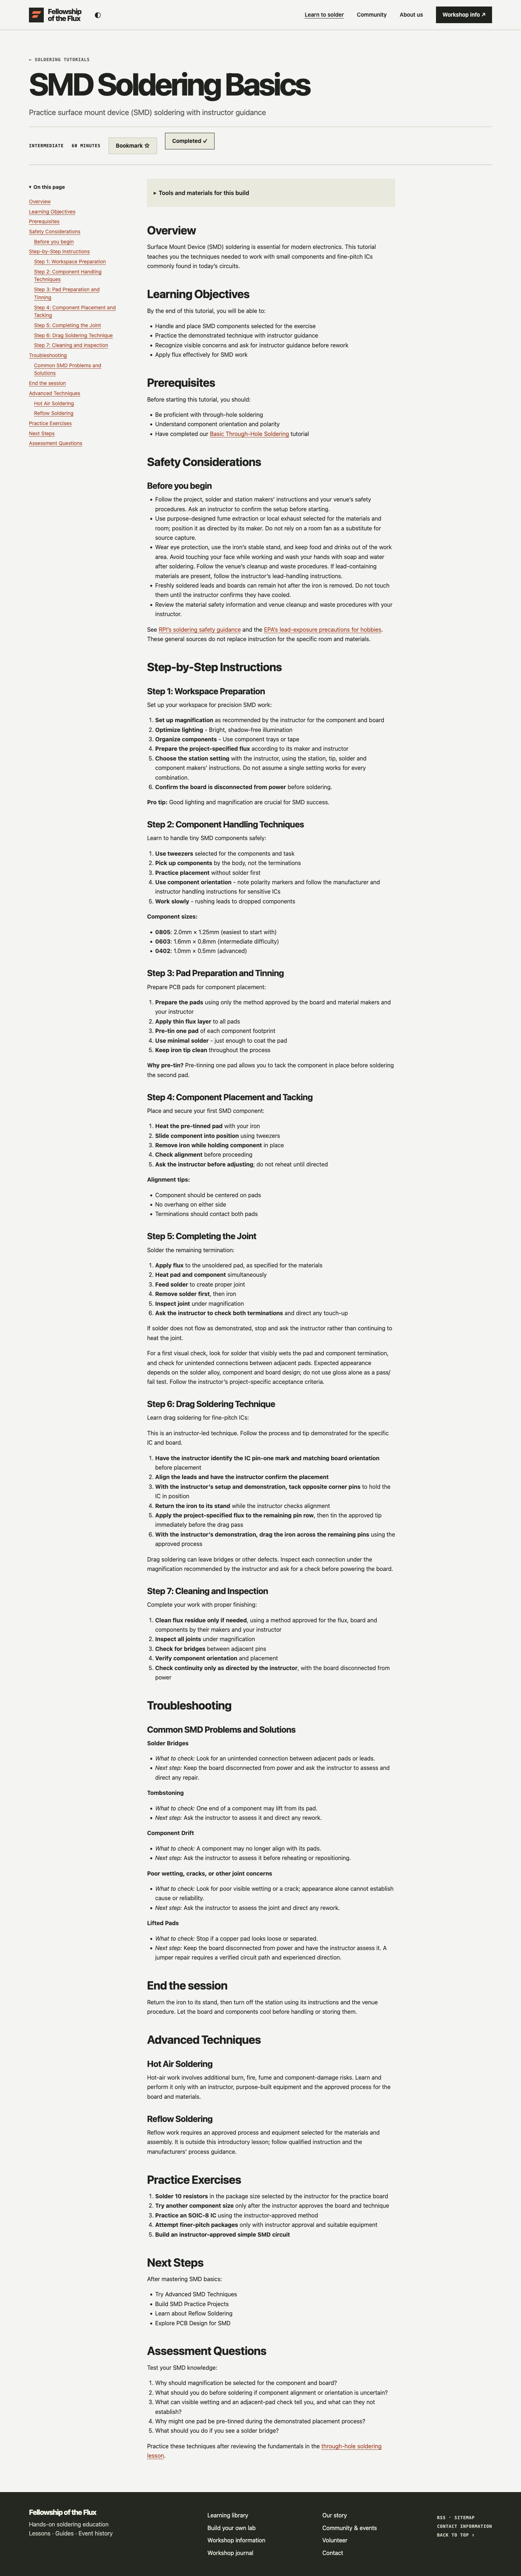 Fellowship
of the Flux
Learn to solder
Community
About us
Workshop info ↗
← SOLDERING TUTORIALS
SMD Soldering Basics
Practice surface mount device (SMD) soldering with instructor guidance
INTERMEDIATE
60 MINUTES
Bookmark ☆
Completed ✓
▾ On this page
Overview
Learning Objectives
Prerequisites
Safety Considerations
Before you begin
Step-by-Step Instructions
Step 1: Workspace Preparation
Step 2: Component Handling
Techniques
Step 3: Pad Preparation and
Tinning
Step 4: Component Placement and
Tacking
Step 5: Completing the Joint
Step 6: Drag Soldering Technique
Step 7: Cleaning and Inspection
Troubleshooting
Common SMD Problems and
Solutions
End the session
Advanced Techniques
Hot Air Soldering
Reflow Soldering
Practice Exercises
Next Steps
Assessment Questions
▸ Tools and materials for this build
Overview
Surface Mount Device (SMD) soldering is essential for modern electronics. This tutorial
teaches you the techniques needed to work with small components and fine-pitch ICs
commonly found in today's circuits.
Learning Objectives
By the end of this tutorial, you will be able to:
• Handle and place SMD components selected for the exercise
• Practice the demonstrated technique with instructor guidance
• Recognize visible concerns and ask for instructor guidance before rework
• Apply flux effectively for SMD work
Prerequisites
Before starting this tutorial, you should:
• Be proficient with through-hole soldering
• Understand component orientation and polarity
• Have completed our Basic Through-Hole Soldering tutorial
Safety Considerations
Before you begin
• Follow the project, solder and station makers' instructions and your venue's safety
procedures. Ask an instructor to confirm the setup before starting.
• Use purpose-designed fume extraction or local exhaust selected for the materials and
room; position it as directed by its maker. Do not rely on a room fan as a substitute for
source capture.
• Wear eye protection, use the iron's stable stand, and keep food and drinks out of the work
area. Avoid touching your face while working and wash your hands with soap and water
after soldering. Follow the venue's cleanup and waste procedures. If lead-containing
materials are present, follow the instructor's lead-handling instructions.
• Freshly soldered leads and boards can remain hot after the iron is removed. Do not touch
them until the instructor confirms they have cooled.
• Review the material safety information and venue cleanup and waste procedures with your
instructor.
See RPI's soldering safety guidance and the EPA's lead-exposure precautions for hobbies.
These general sources do not replace instruction for the specific room and materials.
Step-by-Step Instructions
Step 1: Workspace Preparation
Set up your workspace for precision SMD work:
1. Set up magnification as recommended by the instructor for the component and board
2. Optimize lighting - Bright, shadow-free illumination
3. Organize components - Use component trays or tape
4. Prepare the project-specified flux according to its maker and instructor
5. Choose the station setting with the instructor, using the station, tip, solder and
component makers' instructions. Do not assume a single setting works for every
combination.
6. Confirm the board is disconnected from power before soldering.
Pro tip: Good lighting and magnification are crucial for SMD success.
Step 2: Component Handling Techniques
Learn to handle tiny SMD components safely:
1. Use tweezers selected for the components and task
2. Pick up components by the body, not the terminations
3. Practice placement without solder first
4. Use component orientation - note polarity markers and follow the manufacturer and
instructor handling instructions for sensitive ICs
5. Work slowly - rushing leads to dropped components
Component sizes:
• 0805: 2.0mm × 1.25mm (easiest to start with)
• 0603: 1.6mm × 0.8mm (intermediate difficulty)
• 0402: 1.0mm × 0.5mm (advanced)
Step 3: Pad Preparation and Tinning
Prepare PCB pads for component placement:
1. Prepare the pads using only the method approved by the board and material makers and
your instructor
2. Apply thin flux layer to all pads
3. Pre-tin one pad of each component footprint
4. Use minimal solder - just enough to coat the pad
5. Keep iron tip clean throughout the process
Why pre-tin? Pre-tinning one pad allows you to tack the component in place before soldering
the second pad.
Step 4: Component Placement and Tacking
Place and secure your first SMD component:
1. Heat the pre-tinned pad with your iron
2. Slide component into position using tweezers
3. Remove iron while holding component in place
4. Check alignment before proceeding
5. Ask the instructor before adjusting; do not reheat until directed
Alignment tips:
• Component should be centered on pads
• No overhang on either side
• Terminations should contact both pads
Step 5: Completing the Joint
Solder the remaining termination:
1. Apply flux to the unsoldered pad, as specified for the materials
2. Heat pad and component simultaneously
3. Feed solder to create proper joint
4. Remove solder first, then iron
5. Inspect joint under magnification
6. Ask the instructor to check both terminations and direct any touch-up
If solder does not flow as demonstrated, stop and ask the instructor rather than continuing to
heat the joint.
For a first visual check, look for solder that visibly wets the pad and component termination,
and check for unintended connections between adjacent pads. Expected appearance
depends on the solder alloy, component and board design; do not use gloss alone as a pass/
fail test. Follow the instructor's project-specific acceptance criteria.
Step 6: Drag Soldering Technique
Learn drag soldering for fine-pitch ICs:
This is an instructor-led technique. Follow the process and tip demonstrated for the specific
IC and board.
1. Have the instructor identify the IC pin-one mark and matching board orientation
before placement
2. Align the leads and have the instructor confirm the placement
3. With the instructor's setup and demonstration, tack opposite corner pins to hold the
IC in position
4. Return the iron to its stand while the instructor checks alignment
5. Apply the project-specified flux to the remaining pin row, then tin the approved tip
immediately before the drag pass
6. With the instructor's demonstration, drag the iron across the remaining pins using the
approved process
Drag soldering can leave bridges or other defects. Inspect each connection under the
magnification recommended by the instructor and ask for a check before powering the board.
Step 7: Cleaning and Inspection
Complete your work with proper finishing:
1. Clean flux residue only if needed, using a method approved for the flux, board and
components by their makers and your instructor
2. Inspect all joints under magnification
3. Check for bridges between adjacent pins
4. Verify component orientation and placement
5. Check continuity only as directed by the instructor, with the board disconnected from
power
Troubleshooting
Common SMD Problems and Solutions
Solder Bridges
• What to check: Look for an unintended connection between adjacent pads or leads.
• Next step: Keep the board disconnected from power and ask the instructor to assess and
direct any repair.
Tombstoning
• What to check: One end of a component may lift from its pad.
• Next step: Ask the instructor to assess it and direct any rework.
Component Drift
• What to check: A component may no longer align with its pads.
• Next step: Ask the instructor to assess it before reheating or repositioning.
Poor wetting, cracks, or other joint concerns
• What to check: Look for poor visible wetting or a crack; appearance alone cannot establish
cause or reliability.
• Next step: Ask the instructor to assess the joint and direct any rework.
Lifted Pads
• What to check: Stop if a copper pad looks loose or separated.
• Next step: Keep the board disconnected from power and have the instructor assess it. A
jumper repair requires a verified circuit path and experienced direction.
End the session
Return the iron to its stand, then turn off the station using its instructions and the venue
procedure. Let the board and components cool before handling or storing them.
Advanced Techniques
Hot Air Soldering
Hot-air work involves additional burn, fire, fume and component-damage risks. Learn and
perform it only with an instructor, purpose-built equipment and the approved process for the
board and materials.
Reflow Soldering
Reflow work requires an approved process and equipment selected for the materials and
assembly. It is outside this introductory lesson; follow qualified instruction and the
manufacturers' process guidance.
Practice Exercises
1. Solder 10 resistors in the package size selected by the instructor for the practice board
2. Try another component size only after the instructor approves the board and technique
3. Practice an SOIC-8 IC using the instructor-approved method
4. Attempt finer-pitch packages only with instructor approval and suitable equipment
5. Build an instructor-approved simple SMD circuit
Next Steps
After mastering SMD basics:
• Try Advanced SMD Techniques
• Build SMD Practice Projects
• Learn about Reflow Soldering
• Explore PCB Design for SMD
Assessment Questions
Test your SMD knowledge:
1. Why should magnification be selected for the component and board?
2. What should you do before soldering if component alignment or orientation is uncertain?
3. What can visible wetting and adjacent-pad check tell you, and what can they not
establish?
4. Why might one pad be pre-tinned during the demonstrated placement process?
5. What should you do if you see a solder bridge?
Practice these techniques after reviewing the fundamentals in the through-hole soldering
lesson.
Fellowship of the Flux
Hands-on soldering education
Lessons · Guides · Event history
Learning library
Build your own lab
Workshop information
Workshop journal
Our story
Community & events
Volunteer
Contact
RSS · SITEMAP
CONTACT INFORMATION
BACK TO TOP ↑